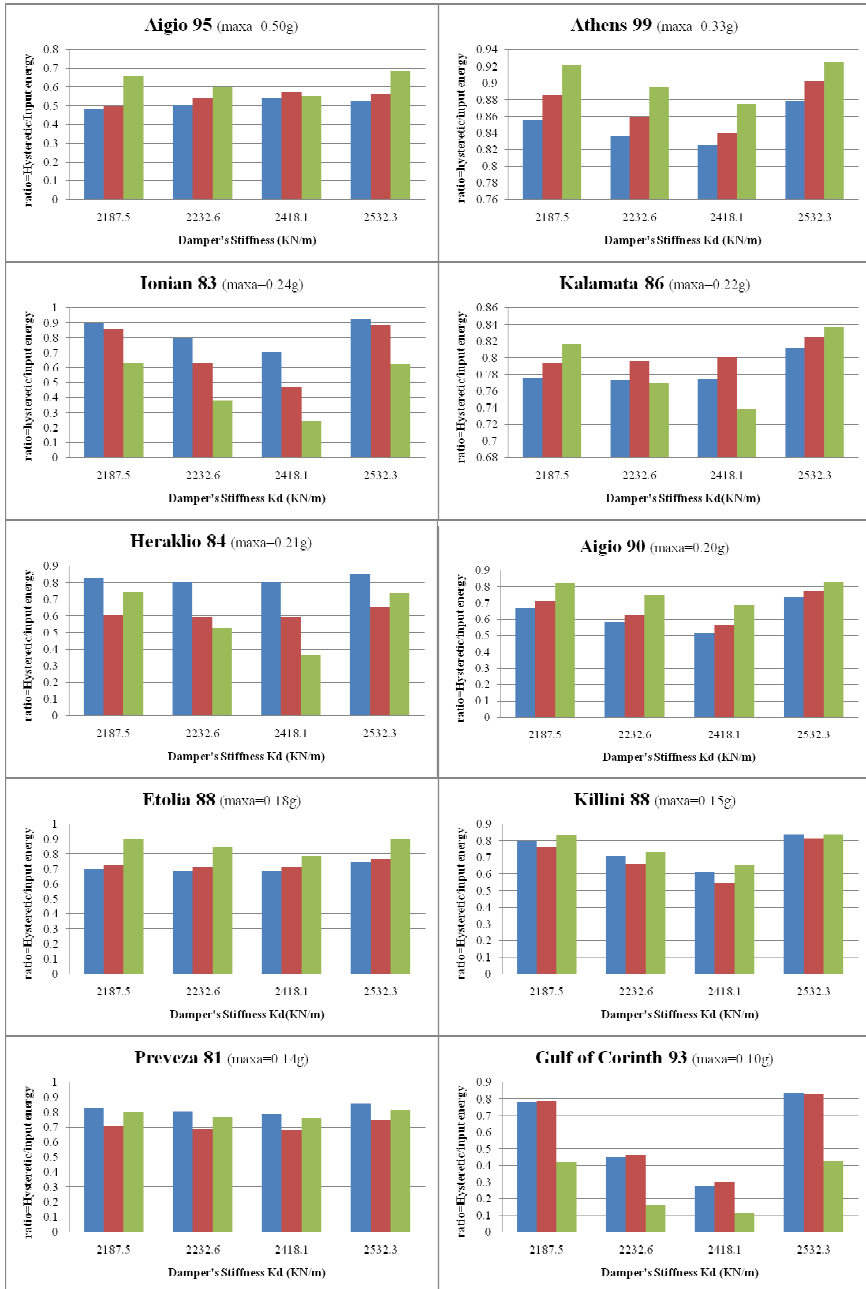 Aigio 95 (maxa=0.50g)
ratio=Hysteretic/Input energy
0.8
0.7
0.6
0.5
0.4
0.3
0.2
0.1
0
2187.5 2232.6 2418.1 2532.3
Damper's Stiffness (KN/m)
Athens 99 (maxa=0.33g)
ratio=hysteretic/input energy
0.94
0.92
0.9
0.88
0.86
0.84
0.82
0.8
0.78
0.76
2187.5 2232.6 2418.1 2532.3
Damper's Stiffness Kd (KN/m)
Ionian 83 (maxa=0.24g)
ratio=hysteretic/input energy
1
0.9
0.8
0.7
0.6
0.5
0.4
0.3
0.2
0.1
0
2187.5 2232.6 2418.1 2532.3
Damper's Stiffness Kd (KN/m)
Kalamata 86 (maxa=0.22g)
ratio=Hysteretic/input energy
0.86
0.84
0.82
0.8
0.78
0.76
0.74
0.72
0.7
0.68
2187.5 2232.6 2418.1 2532.3
Damper's Stiffness Kd(KN/m)
Heraklio 84 (maxa=0.21g)
ratio=Hysteretic/input energy
0.9
0.8
0.7
0.6
0.5
0.4
0.3
0.2
0.1
0
2187.5 2232.6 2418.1 2532.3
Damper's Stiffness Kd (KN/m)
Aigio 90 (maxa=0.20g)
ratio=Hysteretic/input energy
0.9
0.8
0.7
0.6
0.5
0.4
0.3
0.2
0.1
0
2187.5 2232.6 2418.1 2532.3
Damper's Stiffness Kd (KN/m)
Etolia 88 (maxa=0.18g)
ratio=Hysteretic/input energy
1
0.9
0.8
0.7
0.6
0.5
0.4
0.3
0.2
0.1
0
2187.5 2232.6 2418.1 2532.3
Damper's Stiffness Kd(KN/m)
Killini 88 (maxa=0.15g)
ratio=Hysteretic/input energy
0.9
0.8
0.7
0.6
0.5
0.4
0.3
0.2
0.1
0
2187.5 2232.6 2418.1 2532.3
Damper's Stiffness Kd(KN/m)
Preveza 81 (maxa=0.14g)
ratio=Hysteretic/input energy
1
0.9
0.8
0.7
0.6
0.5
0.4
0.3
0.2
0.1
0
2187.5 2232.6 2418.1 2532.3
Damper's Stiffness Kd (KN/m)
Gulf of Corinth 93 (maxa=0.10g)
ratio=Hysteretic/input energy
0.9
0.8
0.7
0.6
0.5
0.4
0.3
0.2
0.1
0
2187.5 2232.6 2418.1 2532.3
Damper's Stiffness Kd (KN/m)